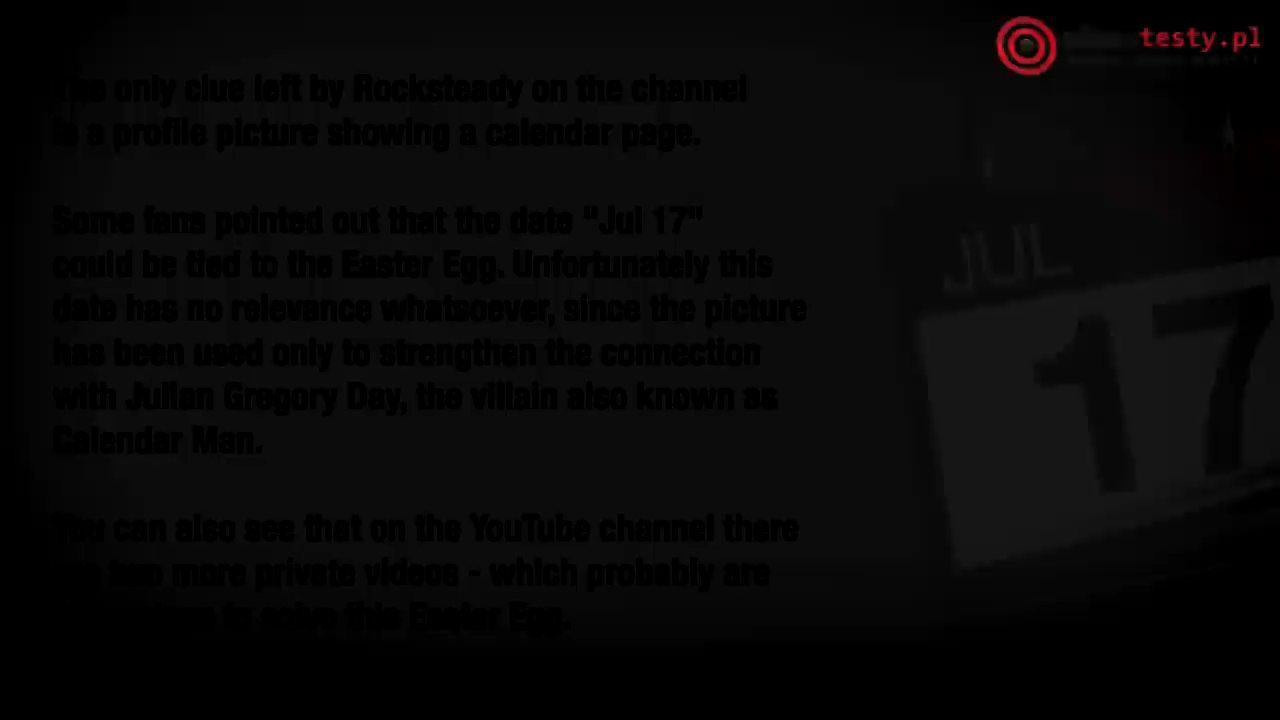 testy.pl
The only clue left by Rocksteady on the channel
is a profile picture showing a calendar page.
Some fans pointed out that the date "Jul 17"
could be tied to the Easter Egg. Unfortunately this
date has no relevance whatsoever, since the picture
has been used only to strengthen the connection
with Julian Gregory Day, the villain also known as
Calendar Man.
You can also see that on the YouTube channel there
two more private videos - which probably are
to solve this Easter Egg.
JUL
17